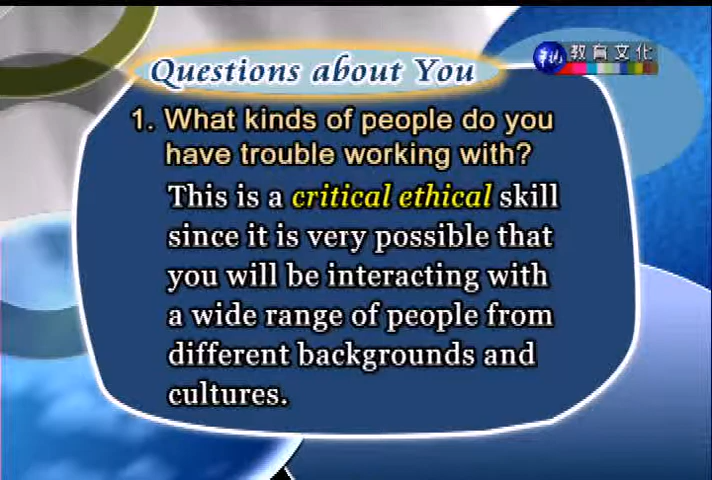 Questions about You
華視
教育文化
1. What kinds of people do you
have trouble working with?
This is a critical ethical skill
since it is very possible that
you will be interacting with
a wide range of people from
different backgrounds and
cultures.